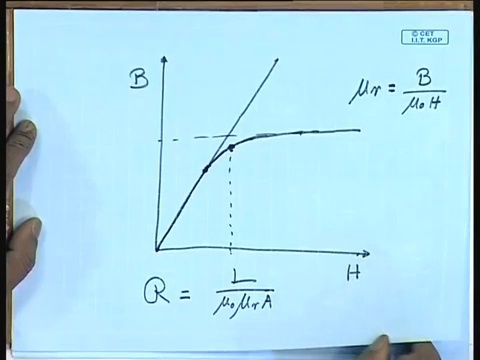 © CET
I.I.T. KGP
B
μr = B / μ₀H
H
R = L / μ₀μrA